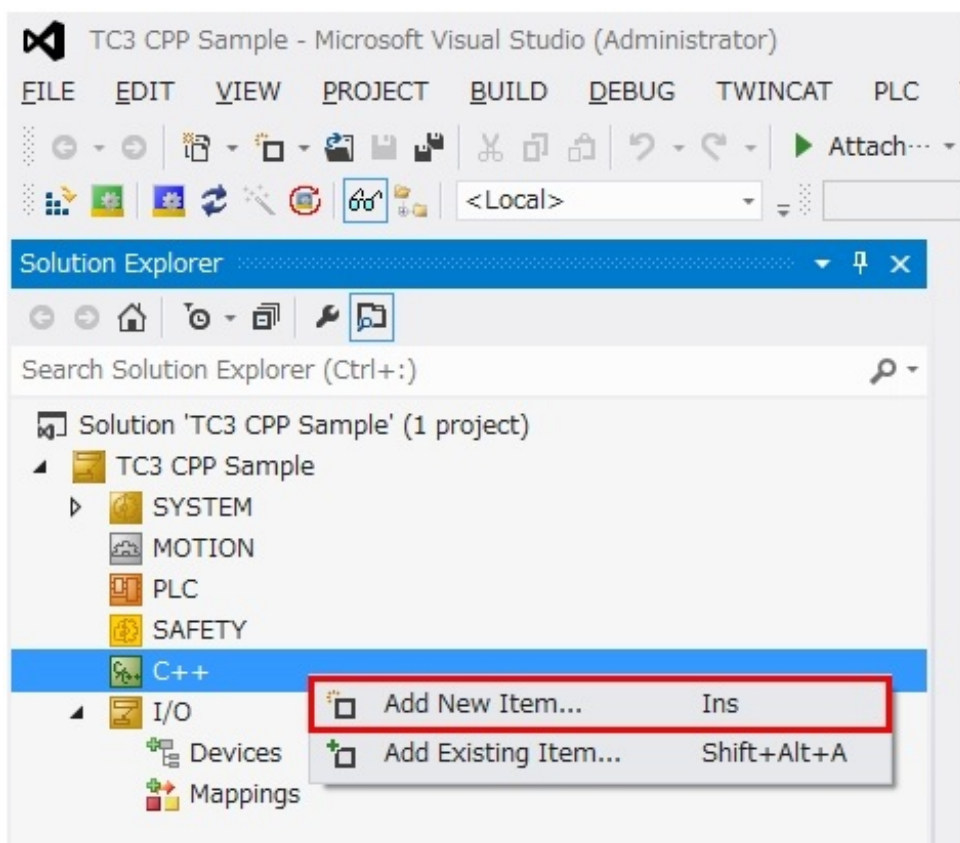 TC3 CPP Sample - Microsoft Visual Studio (Administrator)
FILE EDIT VIEW PROJECT BUILD DEBUG TWINCAT PLC
Attach…
<Local>
Solution Explorer
Search Solution Explorer (Ctrl+:)
Solution 'TC3 CPP Sample' (1 project)
TC3 CPP Sample
SYSTEM
MOTION
PLC
SAFETY
C++
Add New Item... Ins
I/O
Add Existing Item... Shift+Alt+A
Devices
Mappings